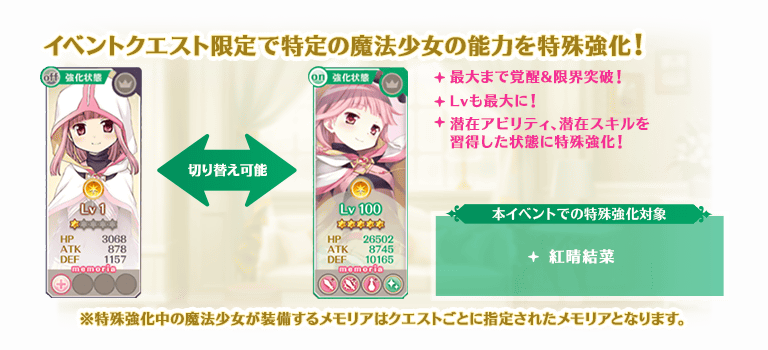 イベントクエスト限定で特定の魔法少女の能力を特殊強化！
off 強化状態
Lv 1
HP 3068
ATK 878
DEF 1157
memoria
切り替え可能
on 強化状態
Lv 100
HP 26502
ATK 8745
DEF 10165
memoria
最大まで覚醒&限界突破！
Lvも最大に！
潜在アビリティ、潜在スキルを
習得した状態に特殊強化！
本イベントでの特殊強化対象
紅晴結菜
※特殊強化中の魔法少女が装備するメモリアはクエストごとに指定されたメモリアとなります。